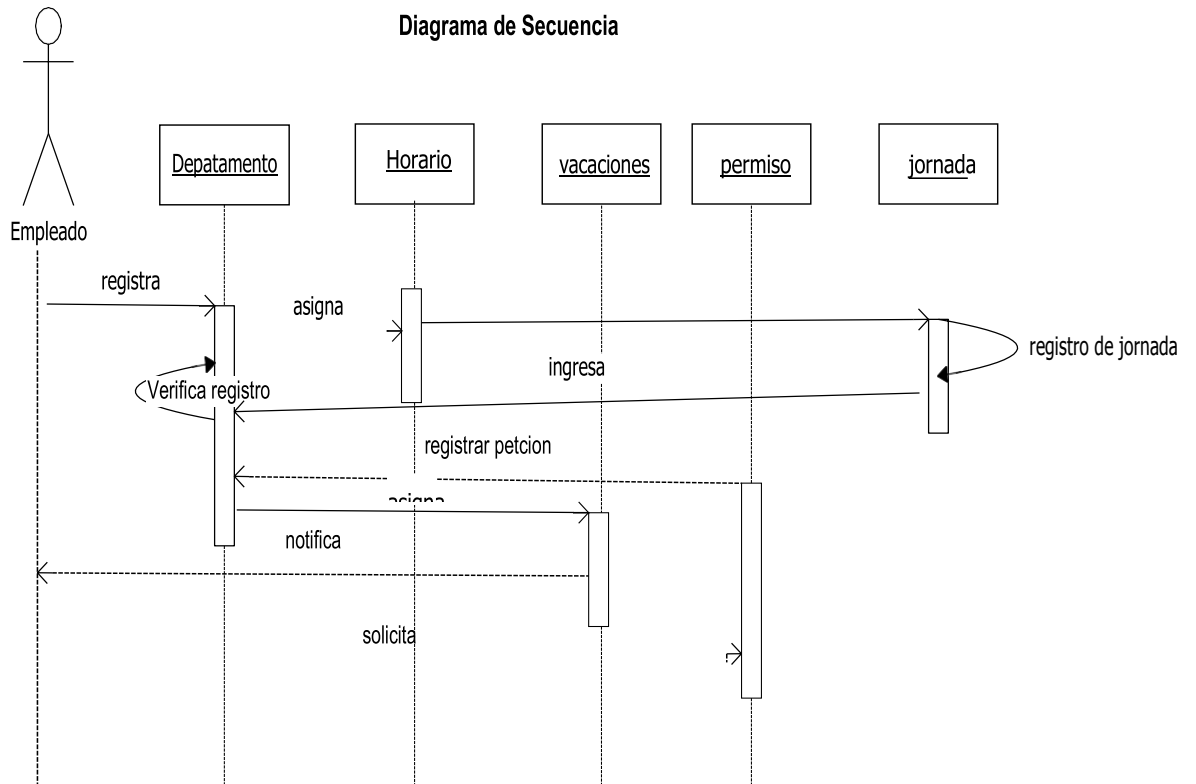 Diagrama de Secuencia
Depatamento
Horario
vacaciones
permiso
jornada
Empleado
registra
asigna
registro de jornada
ingresa
Verifica registro
registrar petcion
asigna
notifica
solicita